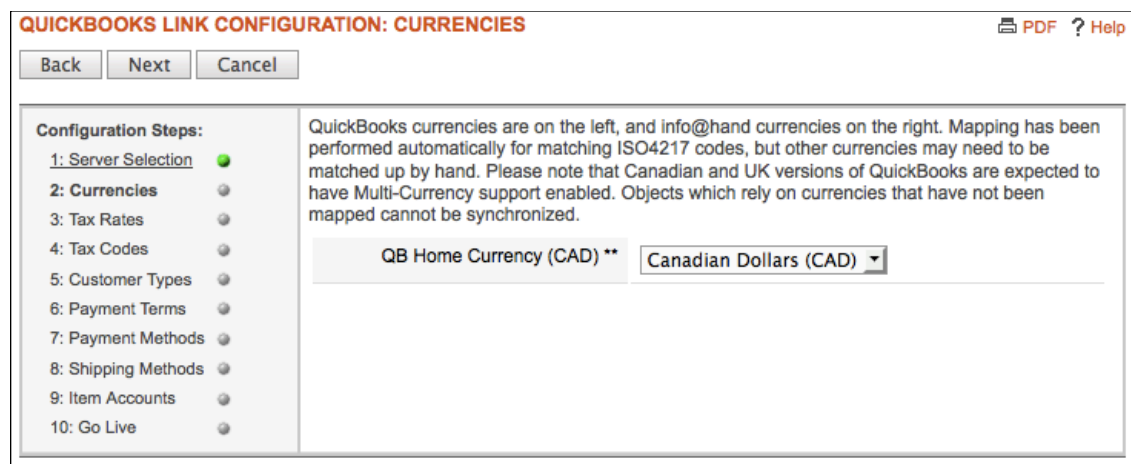 QUICKBOOKS LINK CONFIGURATION: CURRENCIES
PDF ? Help
Back Next Cancel
Configuration Steps:
1: Server Selection
2: Currencies
3: Tax Rates
4: Tax Codes
5: Customer Types
6: Payment Terms
7: Payment Methods
8: Shipping Methods
9: Item Accounts
10: Go Live
QuickBooks currencies are on the left, and info@hand currencies on the right. Mapping has been
performed automatically for matching ISO4217 codes, but other currencies may need to be
matched up by hand. Please note that Canadian and UK versions of QuickBooks are expected to
have Multi-Currency support enabled. Objects which rely on currencies that have not been
mapped cannot be synchronized.
QB Home Currency (CAD) ** Canadian Dollars (CAD)